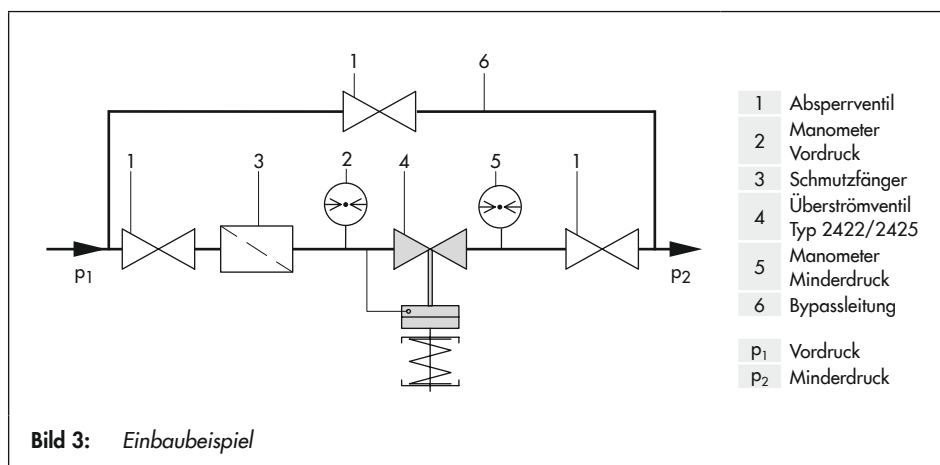 1
6
1
3
2
4
5
1
p₁
p₂
1 Absperrventil
2 Manometer
Vordruck
3 Schmutzfänger
4 Überströmventil
Typ 2422/2425
5 Manometer
Minderdruck
6 Bypassleitung
p₁ Vordruck
p₂ Minderdruck
Bild 3: Einbaubeispiel